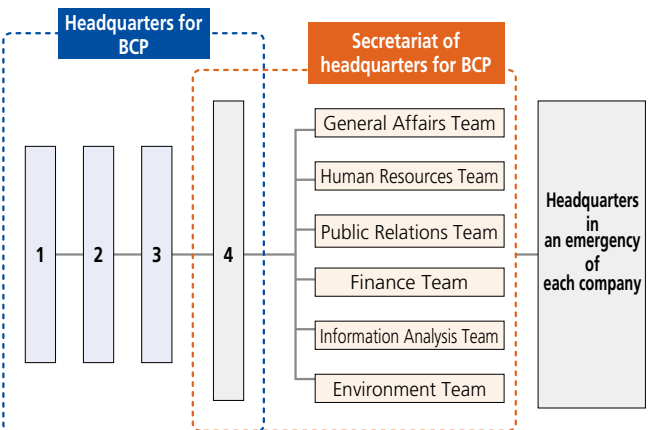 Headquarters for
BCP
Secretariat of
headquarters for BCP
1
2
3
4
General Affairs Team
Human Resources Team
Public Relations Team
Finance Team
Information Analysis Team
Environment Team
Headquarters
in
an emergency
of
each company